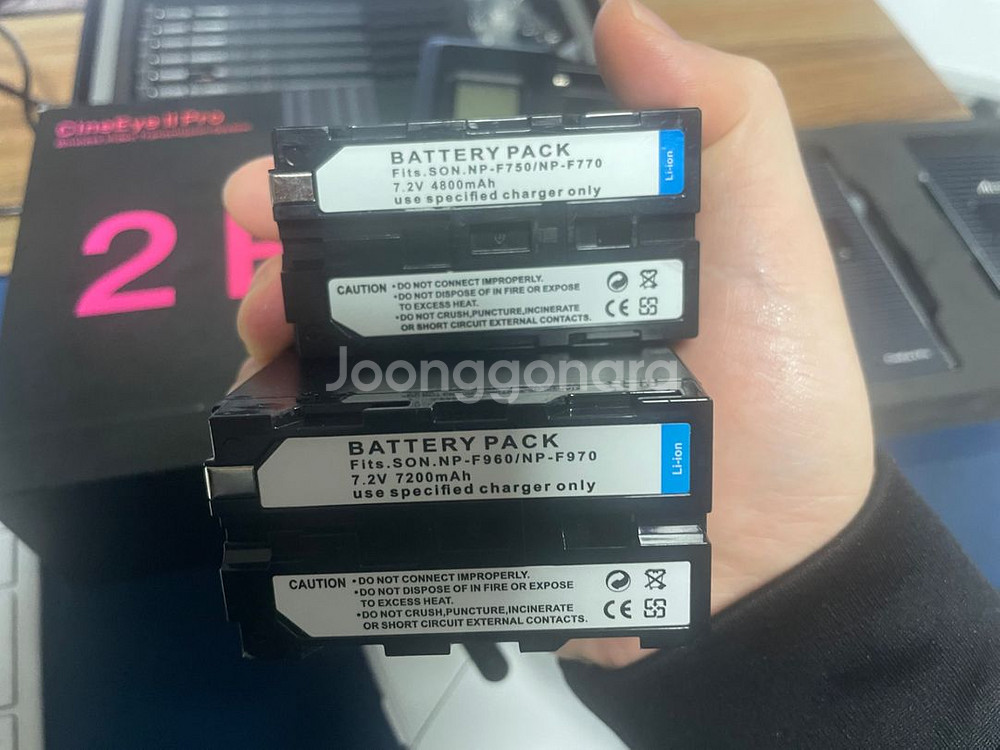 CineEye II Pro
2
BATTERY PACK
Fits.SON.NP-F750/NP-F770
7.2V 4800mAh
use specified charger only
Li-ion
CAUTION •DO NOT CONNECT IMPROPERLY.
•DO NOT DISPOSE OF IN FIRE OR EXPOSE
TO EXCESS HEAT.
•DO NOT CRUSH,PUNCTURE,INCINERATE
OR SHORT CIRCUIT EXTERNAL CONTACTS.
CE
Joonggonara
BATTERY PACK
Fits.SON.NP-F960/NP-F970
7.2V 7200mAh
use specified charger only
Li-ion
CAUTION •DO NOT CONNECT IMPROPERLY.
•DO NOT DISPOSE OF IN FIRE OR EXPOSE
TO EXCESS HEAT.
•DO NOT CRUSH,PUNCTURE,INCINERATE
OR SHORT CIRCUIT EXTERNAL CONTACTS.
CE